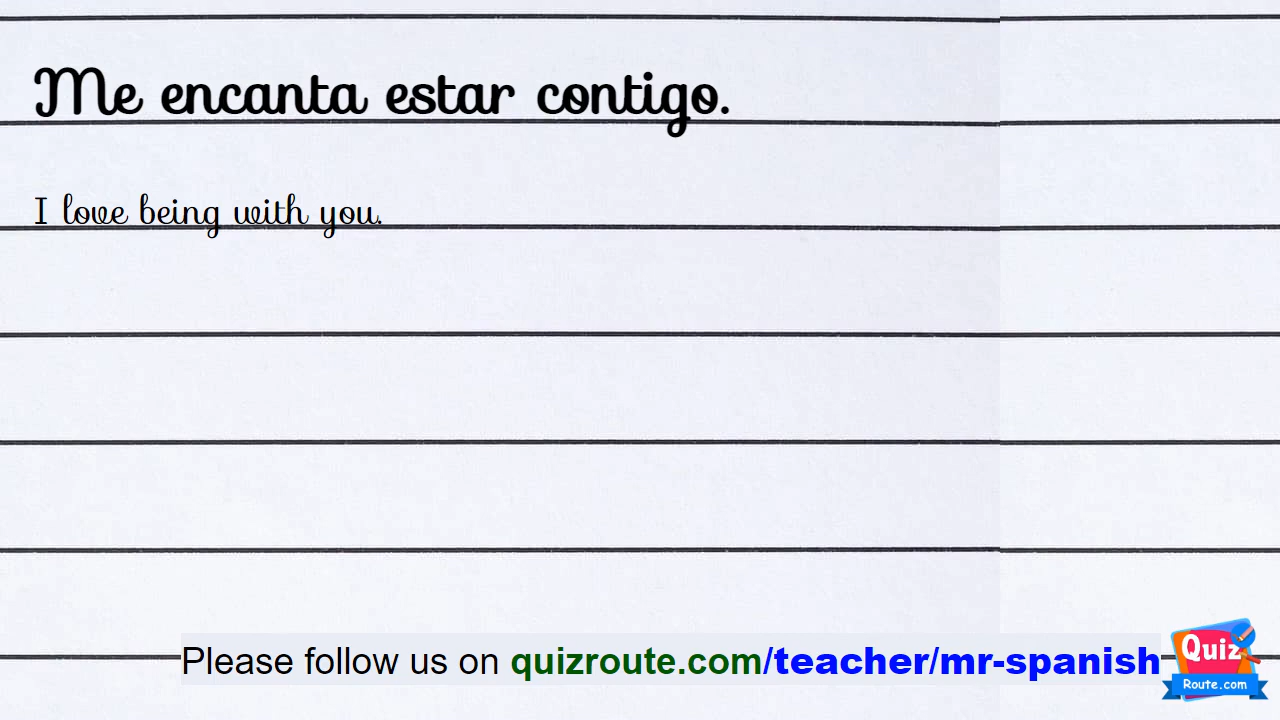 Me encanta estar contigo.
I love being with you.
Please follow us on quizroute.com/teacher/mr-spanish
Quiz
Route.com